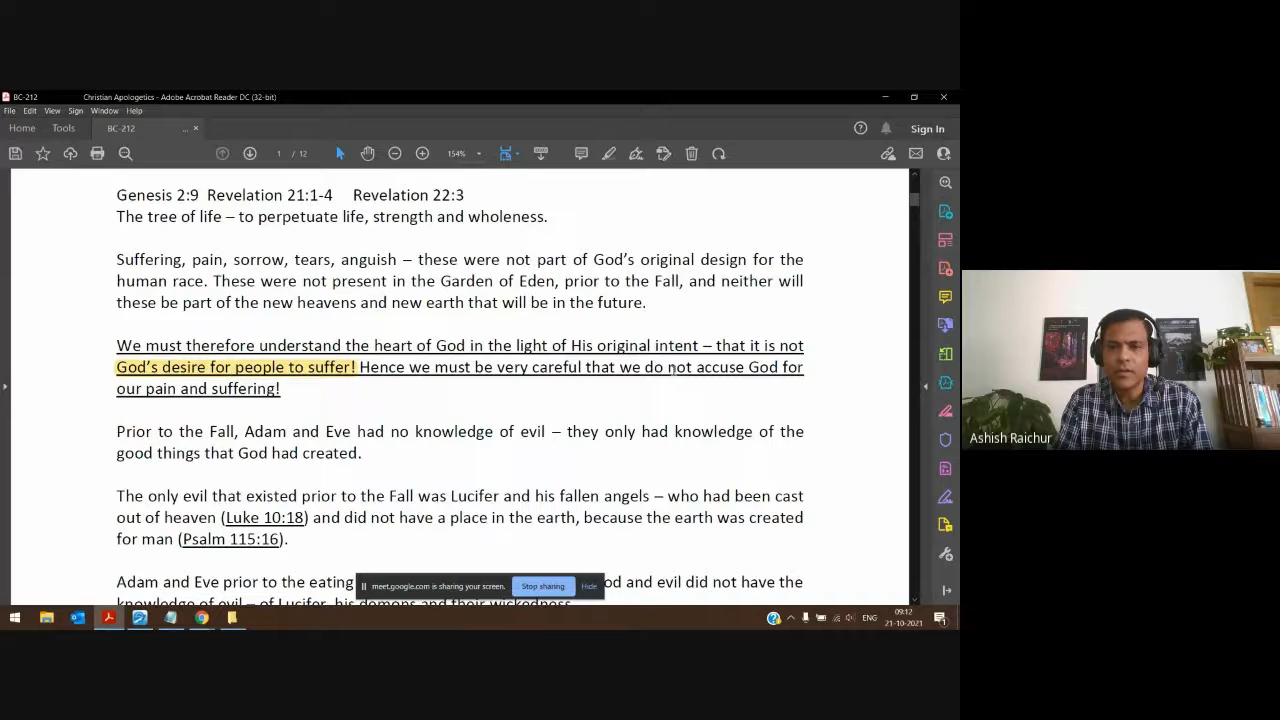 BC-212 Christian Apologetics - Adobe Acrobat Reader DC (32-bit)
File Edit View Sign Window Help
Home Tools BC-212 ... × Sign In
1 / 12 154%
Genesis 2:9 Revelation 21:1-4 Revelation 22:3
The tree of life – to perpetuate life, strength and wholeness.
Suffering, pain, sorrow, tears, anguish – these were not part of God's original design for the
human race. These were not present in the Garden of Eden, prior to the Fall, and neither will
these be part of the new heavens and new earth that will be in the future.
We must therefore understand the heart of God in the light of His original intent – that it is not
God's desire for people to suffer! Hence we must be very careful that we do not accuse God for
our pain and suffering!
Prior to the Fall, Adam and Eve had no knowledge of evil – they only had knowledge of the
good things that God had created.
The only evil that existed prior to the Fall was Lucifer and his fallen angels – who had been cast
out of heaven (Luke 10:18) and did not have a place in the earth, because the earth was created
for man (Psalm 115:16).
Adam and Eve prior to the eating od and evil did not have the
knowledge of evil – of Lucifer, his demons and their wickedness.
meet.google.com is sharing your screen. Stop sharing Hide
Ashish Raichur
ENG 09:12
21-10-2021